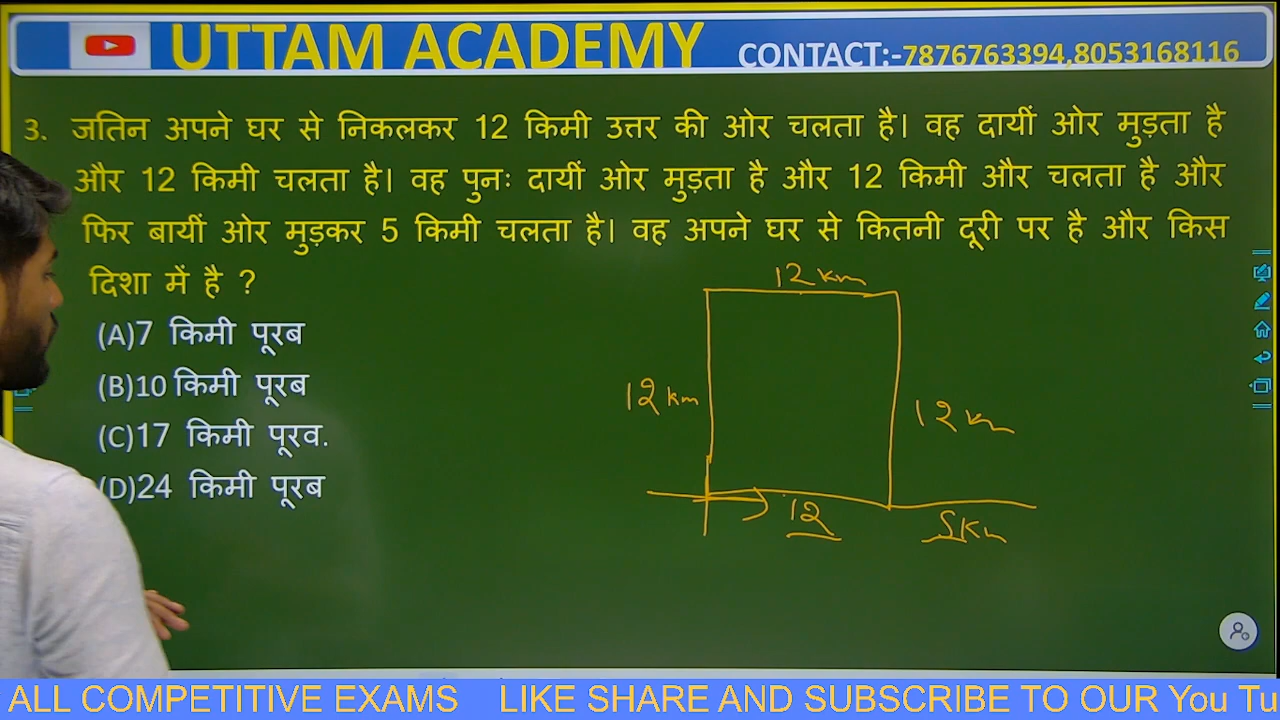 UTTAM ACADEMY CONTACT:-7876763394,8053168116
3. जतिन अपने घर से निकलकर 12 किमी उत्तर की ओर चलता है। वह दायीं ओर मुड़ता है
और 12 किमी चलता है। वह पुनः दायीं ओर मुड़ता है और 12 किमी और चलता है और
फिर बायीं ओर मुड़कर 5 किमी चलता है। वह अपने घर से कितनी दूरी पर है और किस
दिशा में है ?
12 km
(A)7 किमी पूरब
(B)10 किमी पूरब
12 km
12 km
(C)17 किमी पूरव.
(D)24 किमी पूरब
12
5 Km
ALL COMPETITIVE EXAMS LIKE SHARE AND SUBSCRIBE TO OUR You Tu